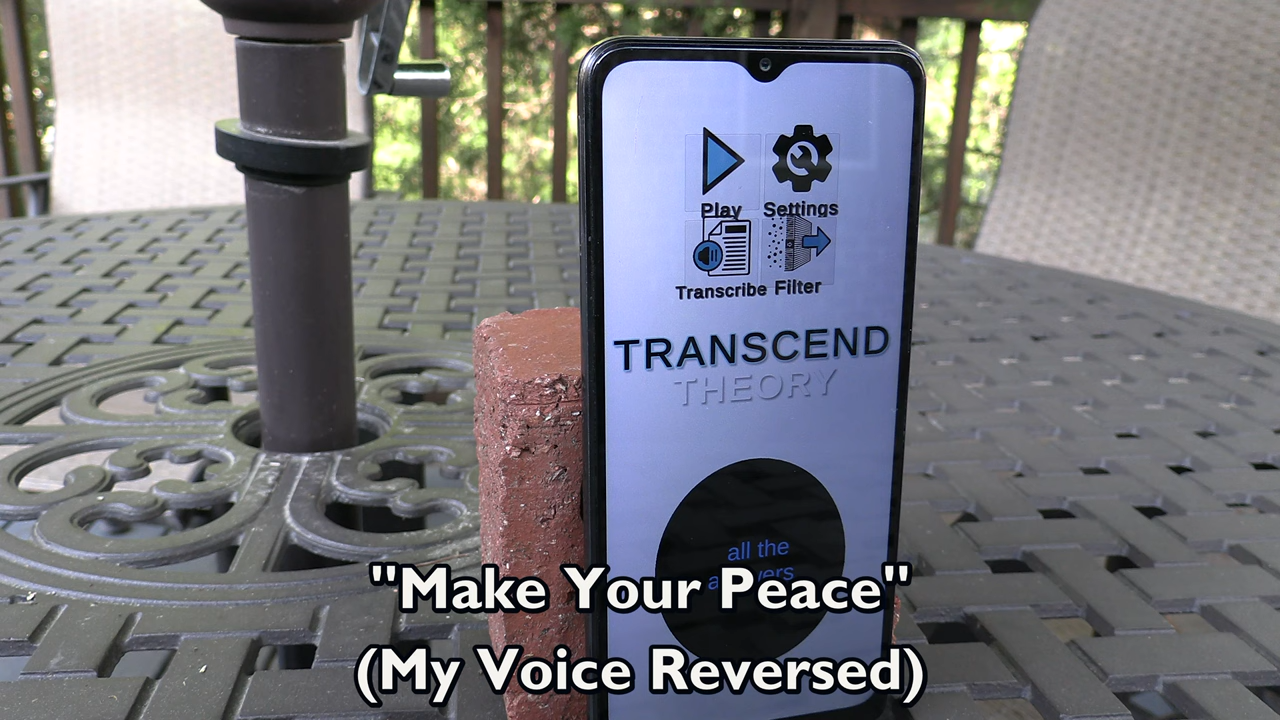 Play Settings
Transcribe Filter
TRANSCEND
THEORY
all the
"Make Your Peace"
(My Voice Reversed)